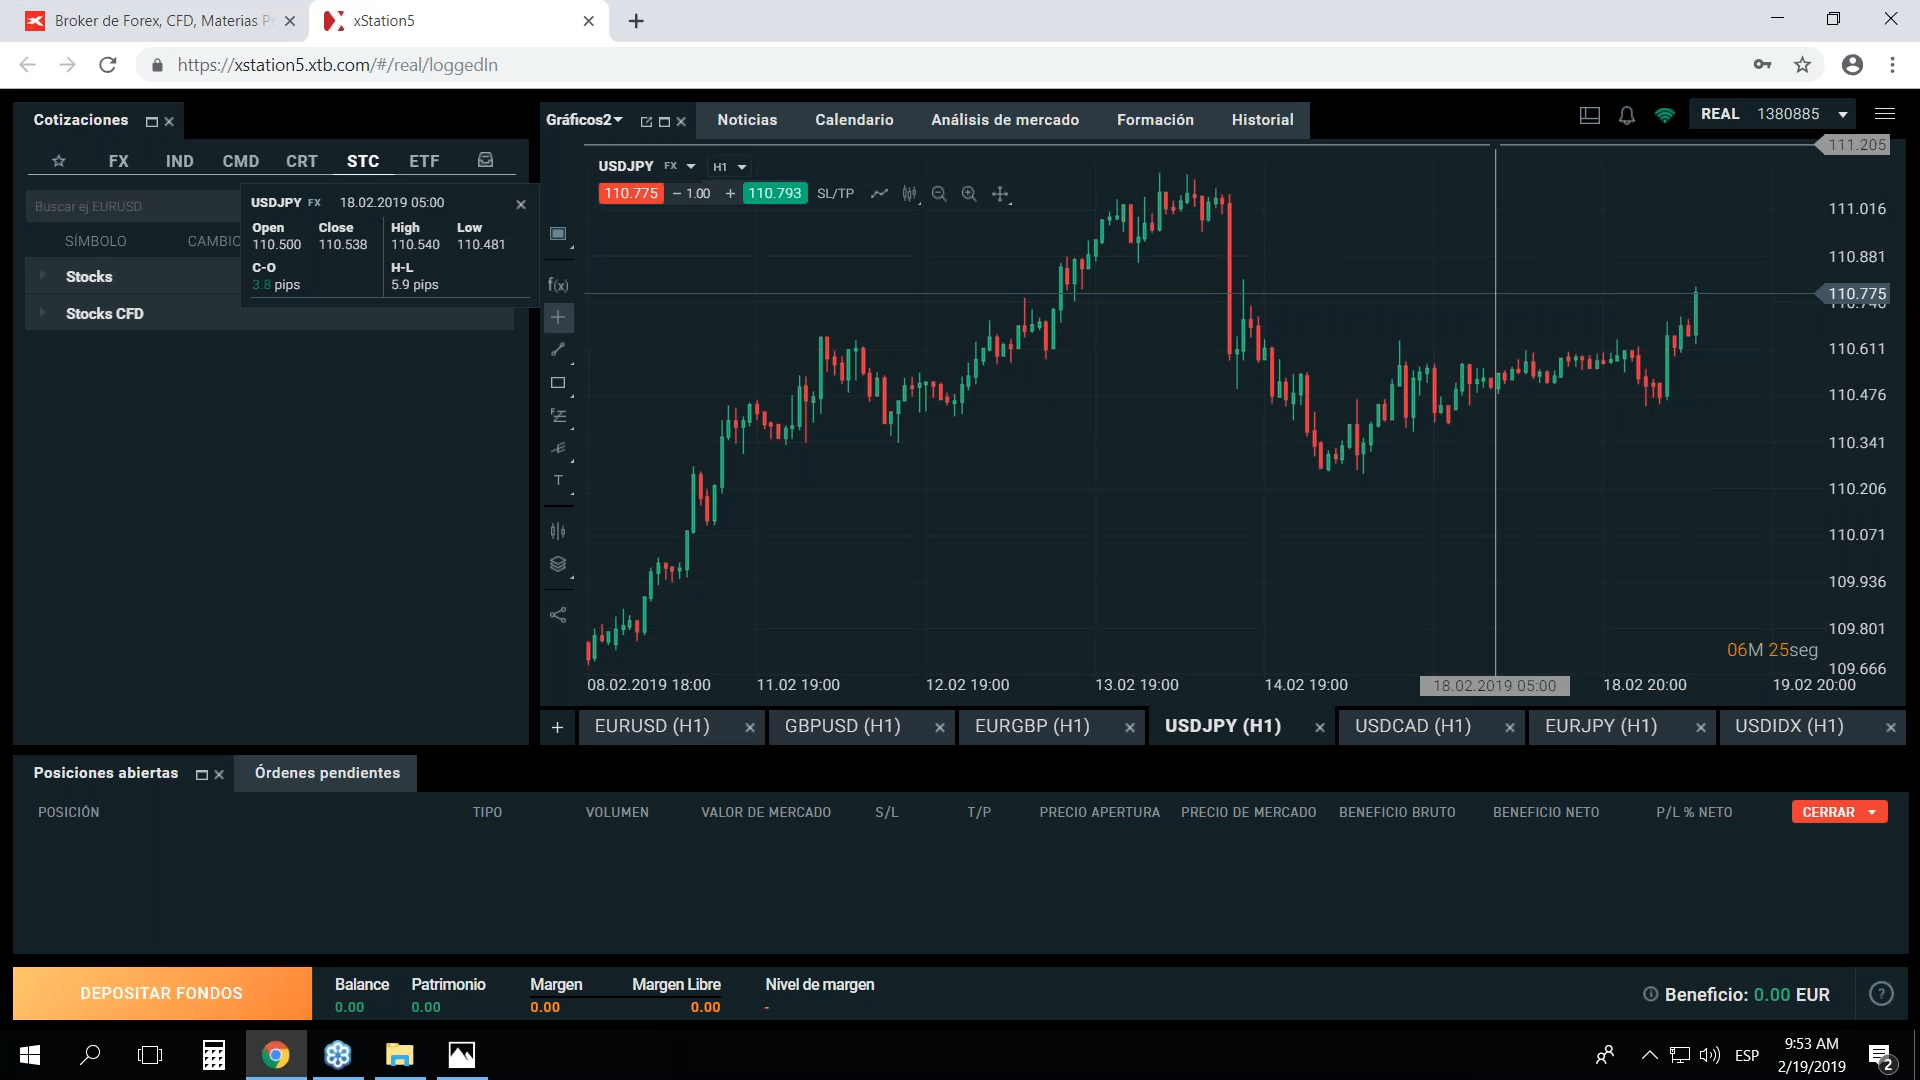 Broker de Forex, CFD, Materias P
xStation5
https://xstation5.xtb.com/#/real/loggedIn
Cotizaciones
Gráficos2
Noticias
Calendario
Análisis de mercado
Formación
Historial
REAL 1380885
FX IND CMD CRT STC ETF
Buscar ej EURUSD
SÍMBOLO CAMBIO
Stocks
Stocks CFD
USDJPY FX 18.02.2019 05:00
Open Close High Low
110.500 110.538 110.540 110.481
C-O H-L
3.8 pips 5.9 pips
USDJPY FX H1
110.775 – 1.00 + 110.793 SL/TP
f(x)
T
111.205
111.016
110.881
110.775
110.611
110.476
110.341
110.206
110.071
109.936
109.801
06M 25seg
109.666
08.02.2019 18:00 11.02 19:00 12.02 19:00 13.02 19:00 14.02 19:00 18.02.2019 05:00 18.02 20:00 19.02 20:00
+ EURUSD (H1) GBPUSD (H1) EURGBP (H1) USDJPY (H1) USDCAD (H1) EURJPY (H1) USDIDX (H1)
Posiciones abiertas
Órdenes pendientes
POSICIÓN TIPO VOLUMEN VALOR DE MERCADO S/L T/P PRECIO APERTURA PRECIO DE MERCADO BENEFICIO BRUTO BENEFICIO NETO P/L % NETO CERRAR
DEPOSITAR FONDOS
Balance Patrimonio Margen Margen Libre Nivel de margen
0.00 0.00 0.00 0.00 -
Beneficio: 0.00 EUR
?
ESP
9:53 AM
2/19/2019
2